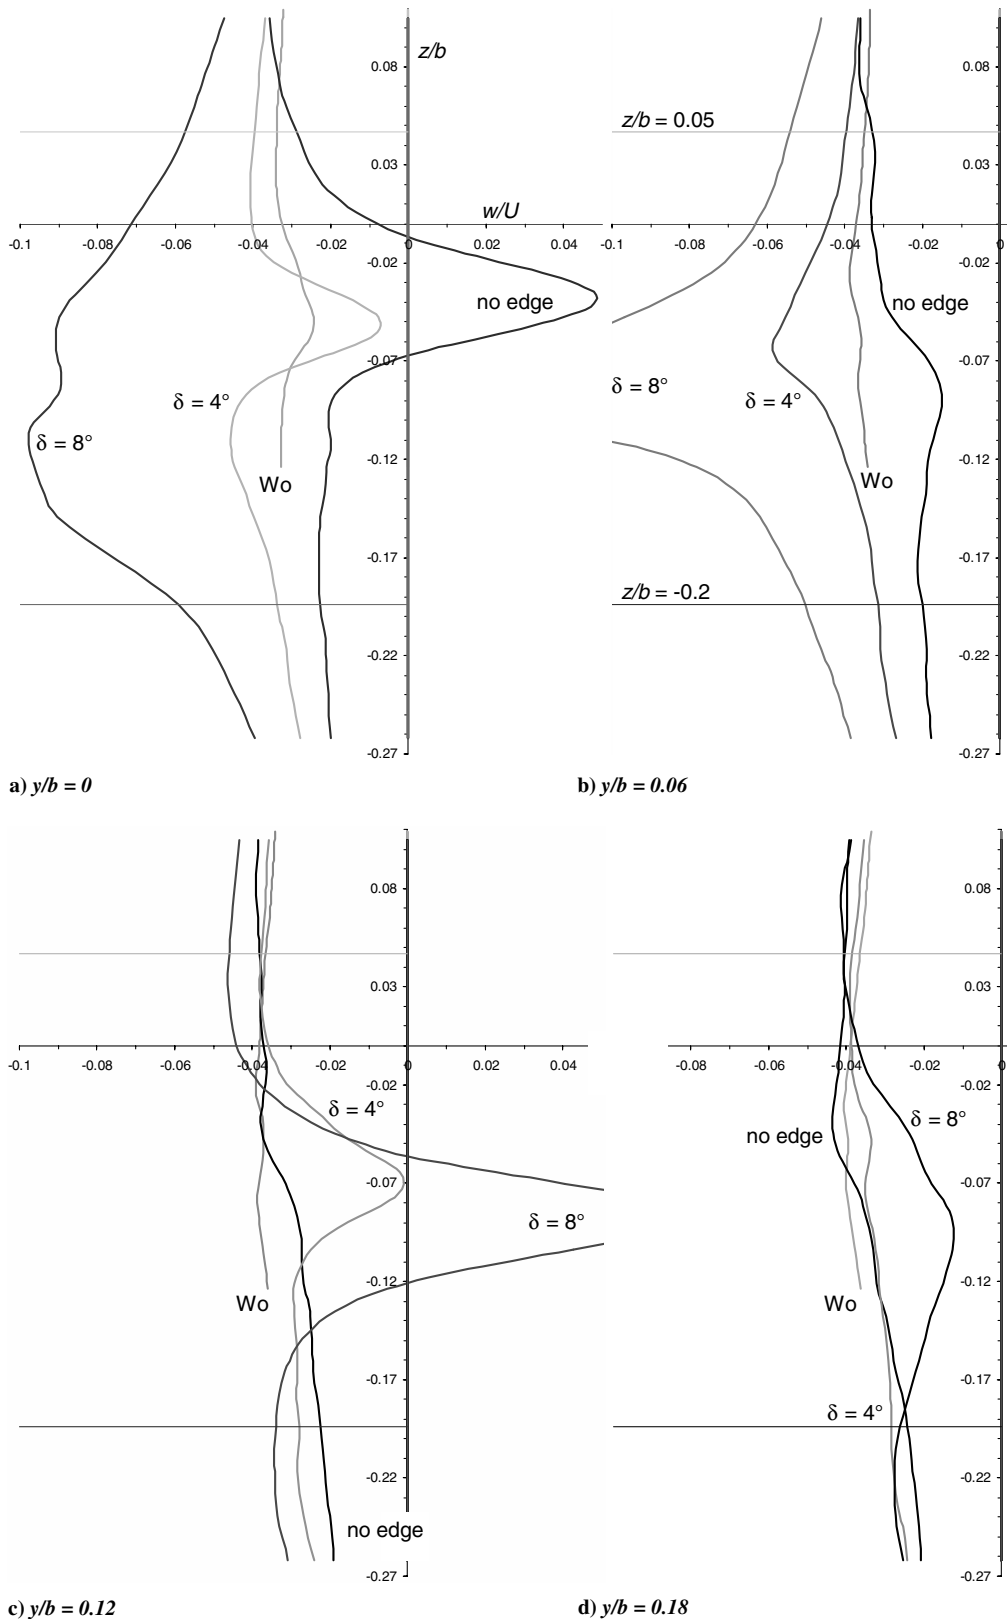 z/b
0.08
0.03
w/U
-0.1 -0.08 -0.06 -0.04 -0.02 0 0.02 0.04
-0.02
no edge
-0.07
δ = 4°
δ = 8°
-0.12
Wo
-0.17
-0.22
-0.27
a) y/b = 0
0.08
z/b = 0.05
0.03
-0.1 -0.06 -0.04 -0.02 0
-0.02
no edge
-0.07
δ = 8°
δ = 4°
-0.12
Wo
-0.17
z/b = -0.2
-0.22
-0.27
b) y/b = 0.06
0.08
0.03
-0.1 -0.08 -0.06 -0.04 -0.02 0 0.02 0.04
-0.02
δ = 4°
-0.07
δ = 8°
-0.12
Wo
-0.17
-0.22
no edge
-0.27
c) y/b = 0.12
0.08
0.03
-0.08 -0.06 -0.04 -0.02 0
-0.02
δ = 8°
no edge
-0.07
-0.12
Wo
-0.17
δ = 4°
-0.22
-0.27
d) y/b = 0.18